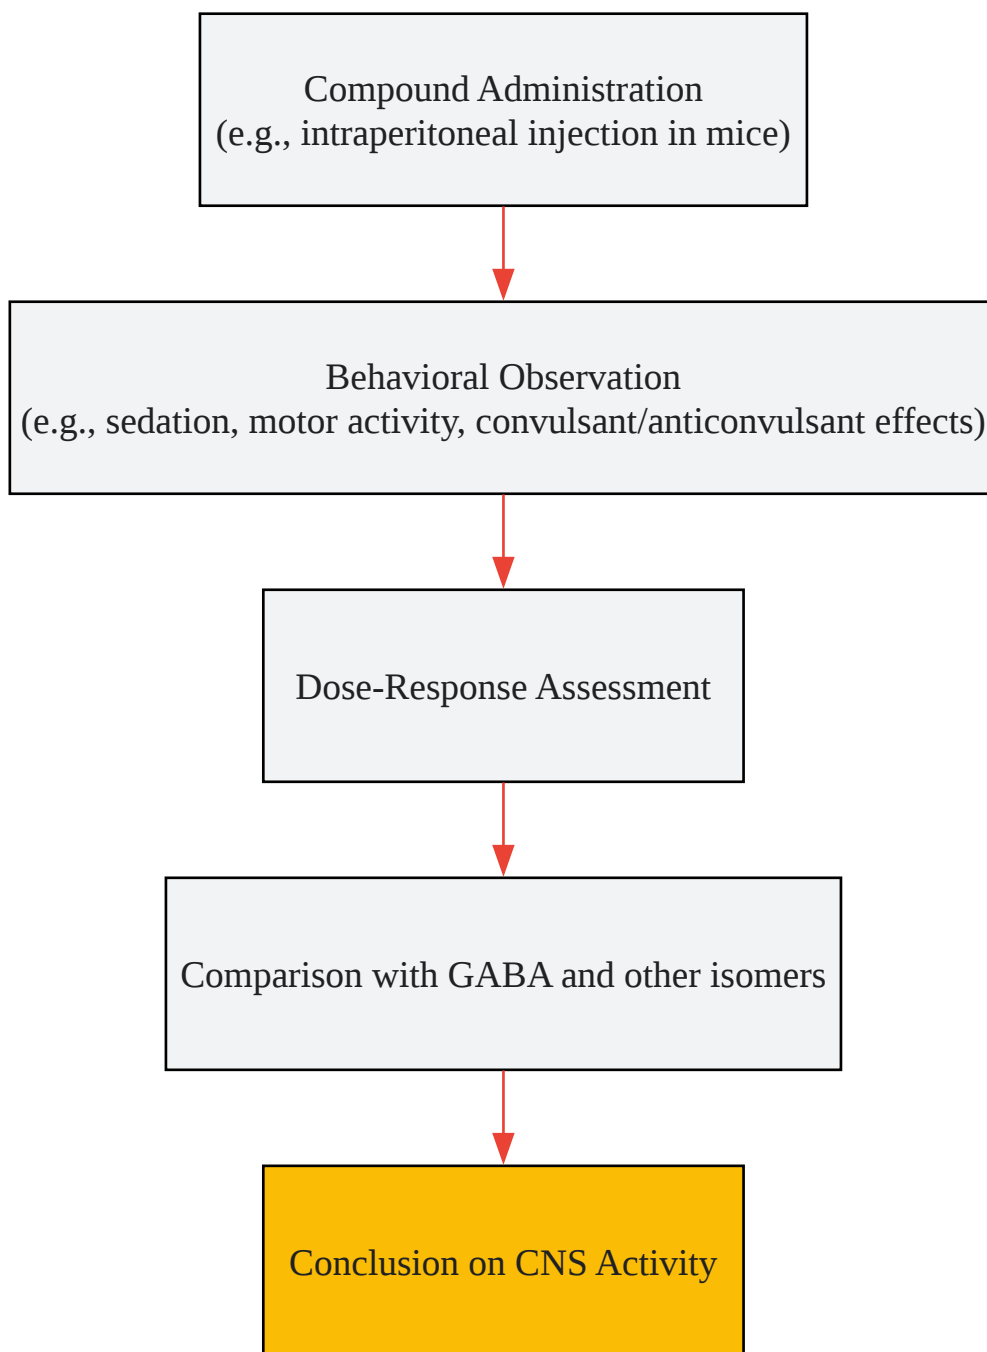 Compound Administration
(e.g., intraperitoneal injection in mice)
Behavioral Observation
(e.g., sedation, motor activity, convulsant/anticonvulsant effects)
Dose-Response Assessment
Comparison with GABA and other isomers
Conclusion on CNS Activity